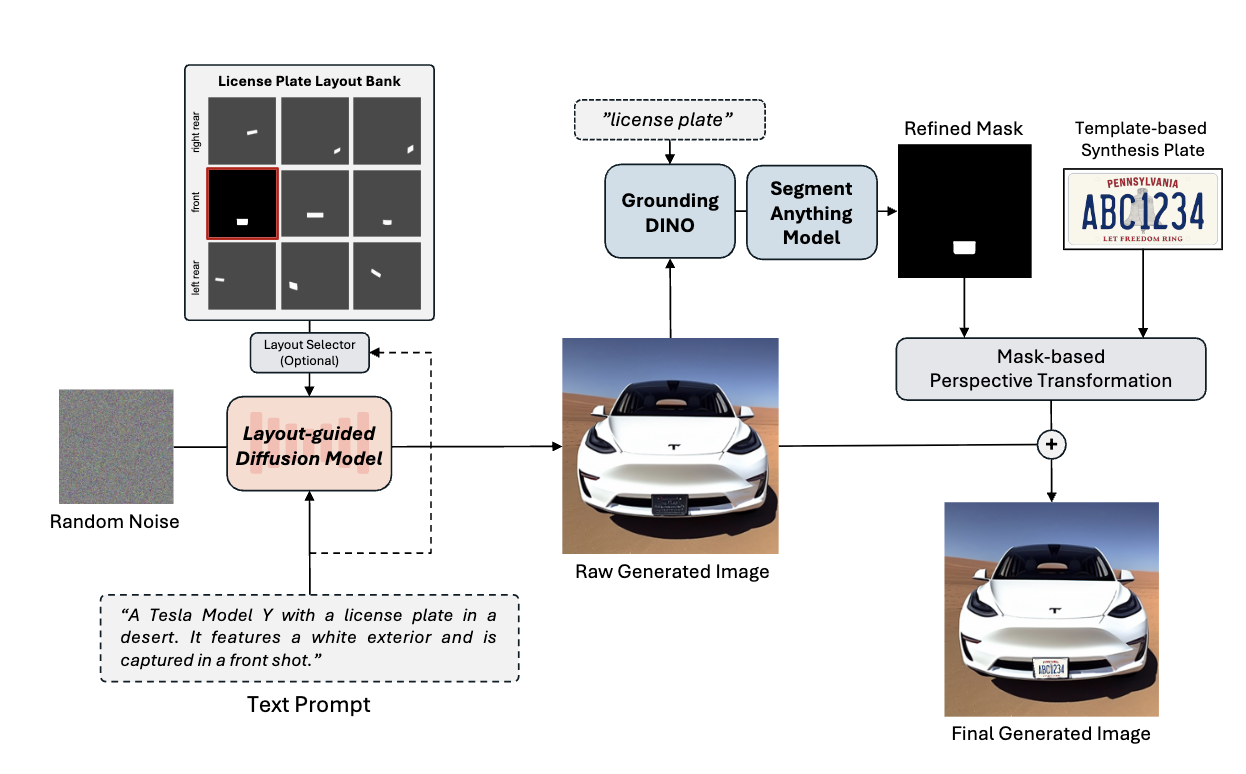 License Plate Layout Bank
right rear
front
left rear
Layout Selector
(Optional)
Layout-guided
Diffusion Model
Random Noise
“A Tesla Model Y with a license plate in a
desert. It features a white exterior and is
captured in a front shot.”
Text Prompt
”license plate”
Grounding
DINO
Segment
Anything
Model
Refined Mask
Template-based
Synthesis Plate
PENNSYLVANIA
ABC1234
LET FREEDOM RING
Mask-based
Perspective Transformation
+
Raw Generated Image
ABC1234
Final Generated Image